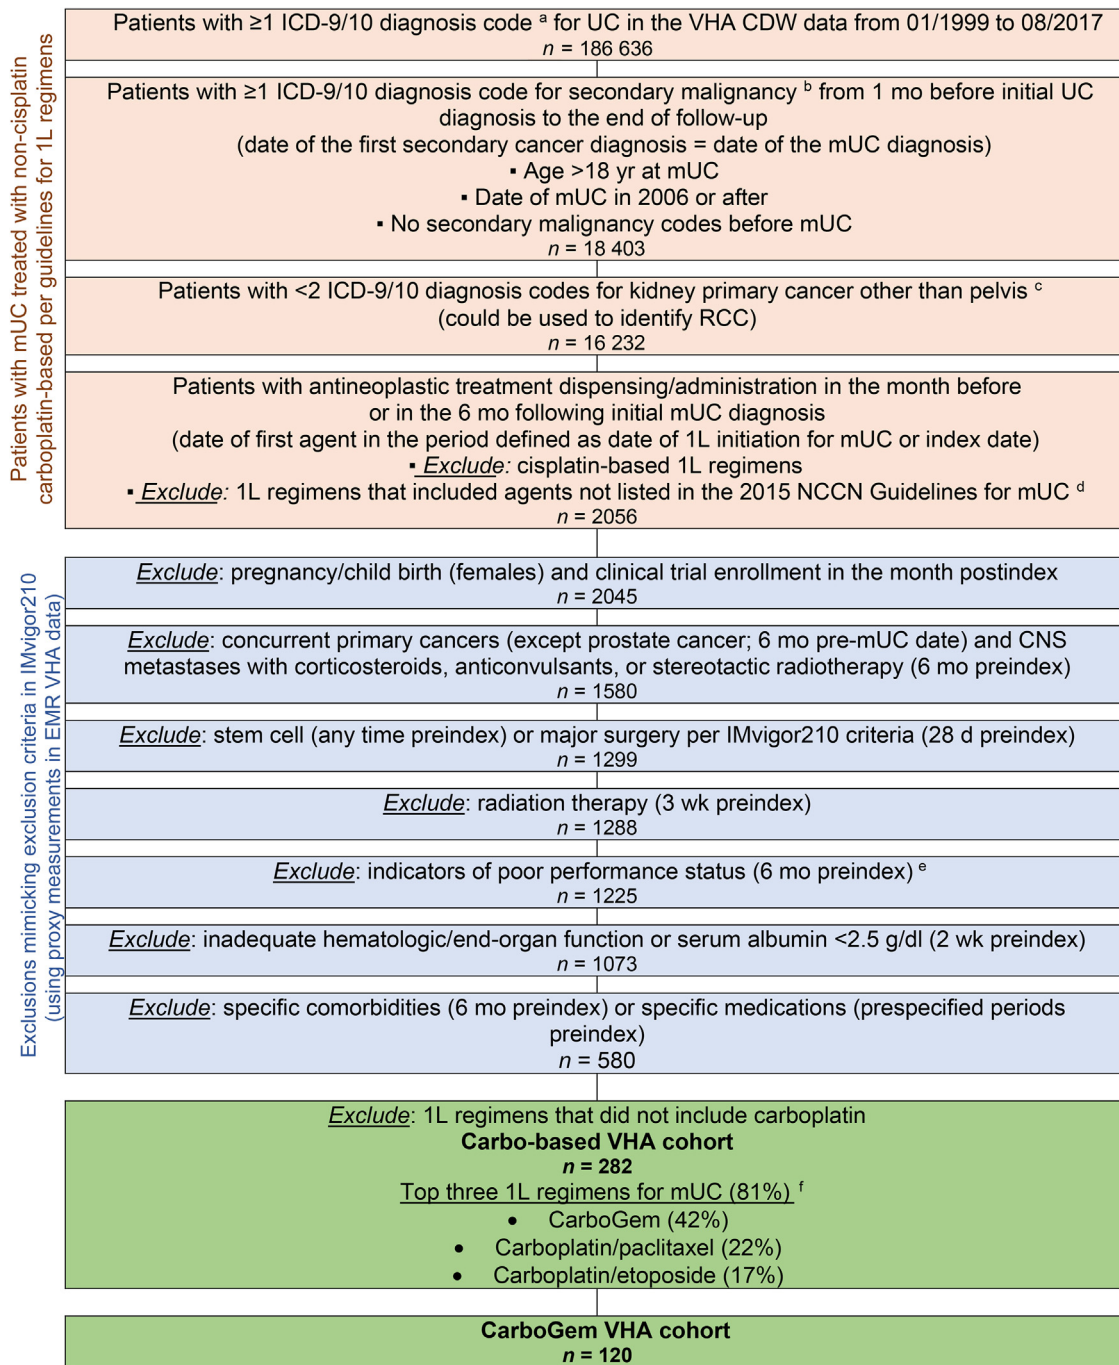 Patients with mUC treated with non-cisplatin
carboplatin-based per guidelines for 1L regimens
Patients with ≥1 ICD-9/10 diagnosis code a for UC in the VHA CDW data from 01/1999 to 08/2017
n = 186 636
Patients with ≥1 ICD-9/10 diagnosis code for secondary malignancy b from 1 mo before initial UC
diagnosis to the end of follow-up
(date of the first secondary cancer diagnosis = date of the mUC diagnosis)
▪ Age >18 yr at mUC
▪ Date of mUC in 2006 or after
▪ No secondary malignancy codes before mUC
n = 18 403
Patients with <2 ICD-9/10 diagnosis codes for kidney primary cancer other than pelvis c
(could be used to identify RCC)
n = 16 232
Patients with antineoplastic treatment dispensing/administration in the month before
or in the 6 mo following initial mUC diagnosis
(date of first agent in the period defined as date of 1L initiation for mUC or index date)
▪ Exclude: cisplatin-based 1L regimens
▪ Exclude: 1L regimens that included agents not listed in the 2015 NCCN Guidelines for mUC d
n = 2056
Exclusions mimicking exclusion criteria in IMvigor210
(using proxy measurements in EMR VHA data)
Exclude: pregnancy/child birth (females) and clinical trial enrollment in the month postindex
n = 2045
Exclude: concurrent primary cancers (except prostate cancer; 6 mo pre-mUC date) and CNS
metastases with corticosteroids, anticonvulsants, or stereotactic radiotherapy (6 mo preindex)
n = 1580
Exclude: stem cell (any time preindex) or major surgery per IMvigor210 criteria (28 d preindex)
n = 1299
Exclude: radiation therapy (3 wk preindex)
n = 1288
Exclude: indicators of poor performance status (6 mo preindex) e
n = 1225
Exclude: inadequate hematologic/end-organ function or serum albumin <2.5 g/dl (2 wk preindex)
n = 1073
Exclude: specific comorbidities (6 mo preindex) or specific medications (prespecified periods
preindex)
n = 580
Exclude: 1L regimens that did not include carboplatin
Carbo-based VHA cohort
n = 282
Top three 1L regimens for mUC (81%) f
• CarboGem (42%)
• Carboplatin/paclitaxel (22%)
• Carboplatin/etoposide (17%)
CarboGem VHA cohort
n = 120